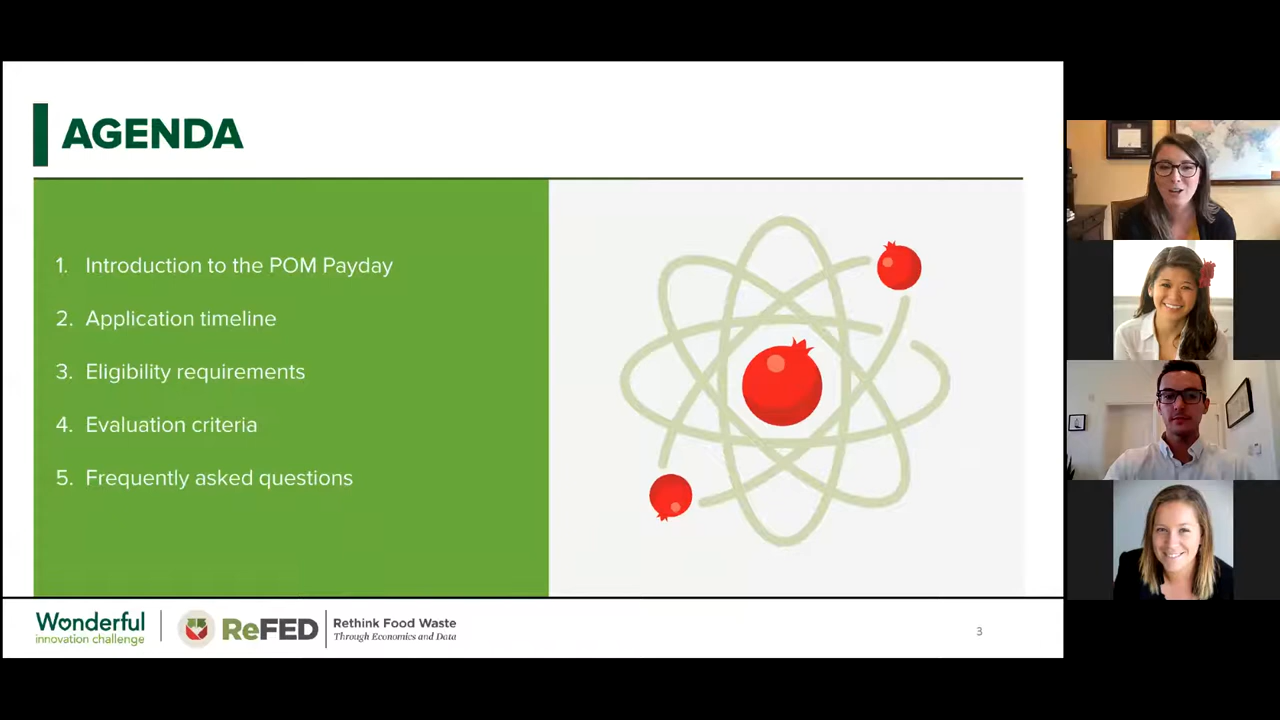 AGENDA
1. Introduction to the POM Payday
2. Application timeline
3. Eligibility requirements
4. Evaluation criteria
5. Frequently asked questions
Wonderful
innovation challenge
ReFED
Rethink Food Waste
Through Economics and Data
3